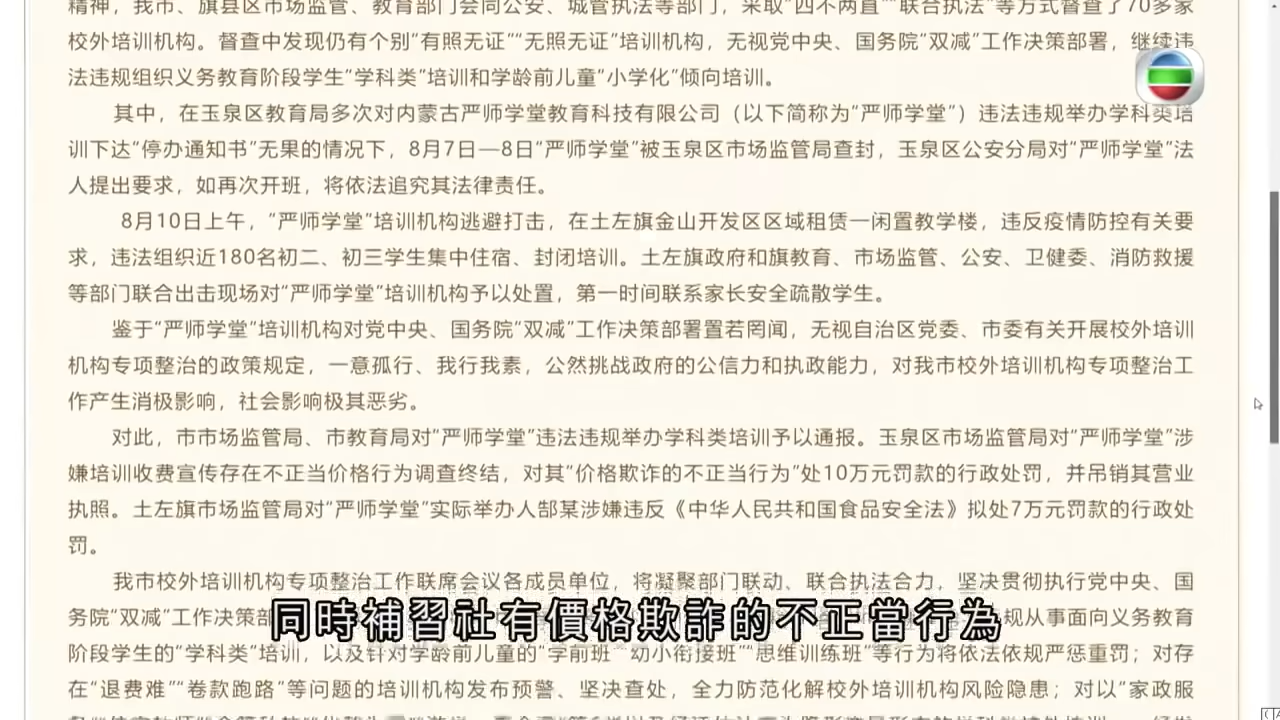 精神，我市、旗县区市场监管、教育部门会同公安、城管执法等部门，采取“四不两直”“联合执法”等方式督查了70多家
校外培训机构。督查中发现仍有个别“有照无证”“无照无证”培训机构，无视党中央、国务院“双减”工作决策部署，继续违
法违规组织义务教育阶段学生“学科类”培训和学龄前儿童“小学化”倾向培训。
其中，在玉泉区教育局多次对内蒙古严师学堂教育科技有限公司（以下简称为“严师学堂”）违法违规举办学科类培
训下达“停办通知书”无果的情况下，8月7日—8日“严师学堂”被玉泉区市场监管局查封，玉泉区公安分局对“严师学堂”法
人提出要求，如再次开班，将依法追究其法律责任。
8月10日上午，“严师学堂”培训机构逃避打击，在土左旗金山开发区区域租赁一闲置教学楼，违反疫情防控有关要
求，违法组织近180名初二、初三学生集中住宿、封闭培训。土左旗政府和旗教育、市场监管、公安、卫健委、消防救援
等部门联合出击现场对“严师学堂”培训机构予以处置，第一时间联系家长安全疏散学生。
鉴于“严师学堂”培训机构对党中央、国务院“双减”工作决策部署置若罔闻，无视自治区党委、市委有关开展校外培训
机构专项整治的政策规定，一意孤行、我行我素，公然挑战政府的公信力和执政能力，对我市校外培训机构专项整治工
作产生消极影响，社会影响极其恶劣。
对此，市市场监管局、市教育局对“严师学堂”违法违规举办学科类培训予以通报。玉泉区市场监管局对“严师学堂”涉
嫌培训收费宣传存在不正当价格行为调查终结，对其“价格欺诈的不正当行为”处10万元罚款的行政处罚，并吊销其营业
执照。土左旗市场监管局对“严师学堂”实际举办人郜某涉嫌违反《中华人民共和国食品安全法》拟处7万元罚款的行政处
罚。
我市校外培训机构专项整治工作联席会议各成员单位，将凝聚部门联动、联合执法合力，坚决贯彻执行党中央、国
务院“双减”工作决策部
规从事面向义务教育
同時補習社有價格欺詐的不正當行為
阶段学生的“学科类”培训，以及针对学龄前儿童的“学前班”“幼小衔接班”“思维训练班”等行为将依法依规严惩重罚；对存
在“退费难”“卷款跑路”等问题的培训机构发布预警、坚决查处，全力防范化解校外培训机构风险隐患；对以“家政服